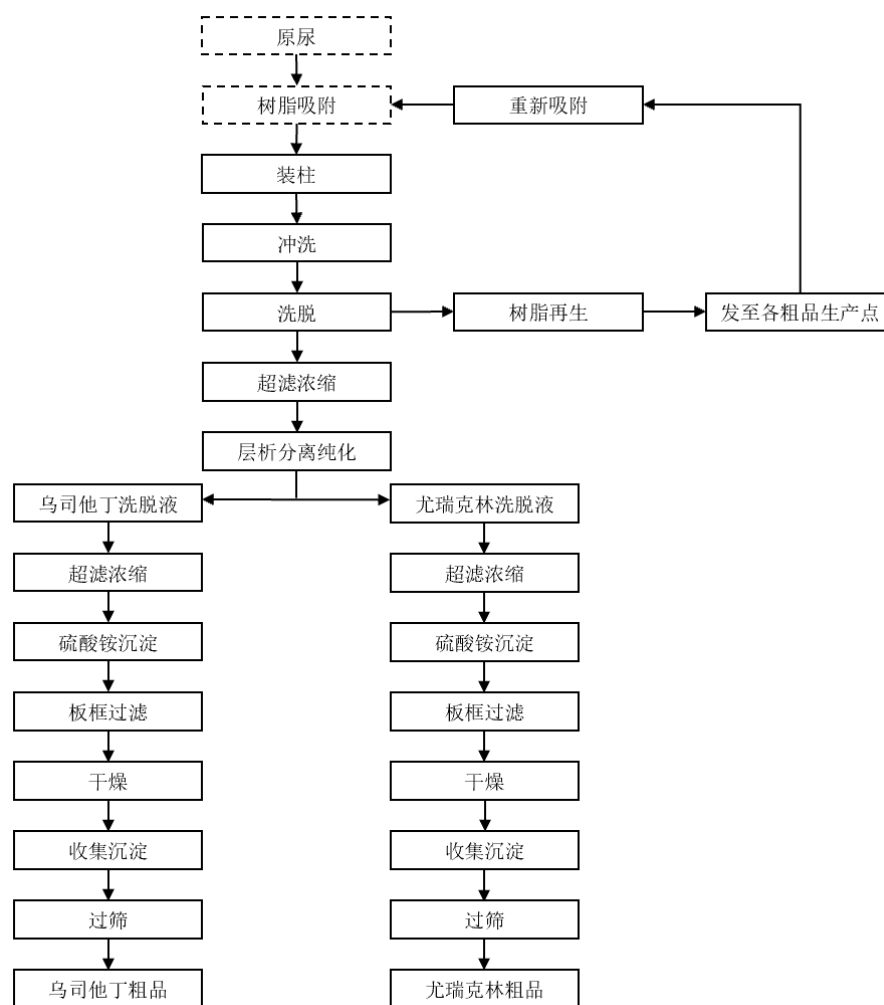 原尿
树脂吸附
重新吸附
装柱
冲洗
洗脱
树脂再生
发至各粗品生产点
超滤浓缩
层析分离纯化
乌司他丁洗脱液
尤瑞克林洗脱液
超滤浓缩
超滤浓缩
硫酸铵沉淀
硫酸铵沉淀
板框过滤
板框过滤
干燥
干燥
收集沉淀
收集沉淀
过筛
过筛
乌司他丁粗品
尤瑞克林粗品